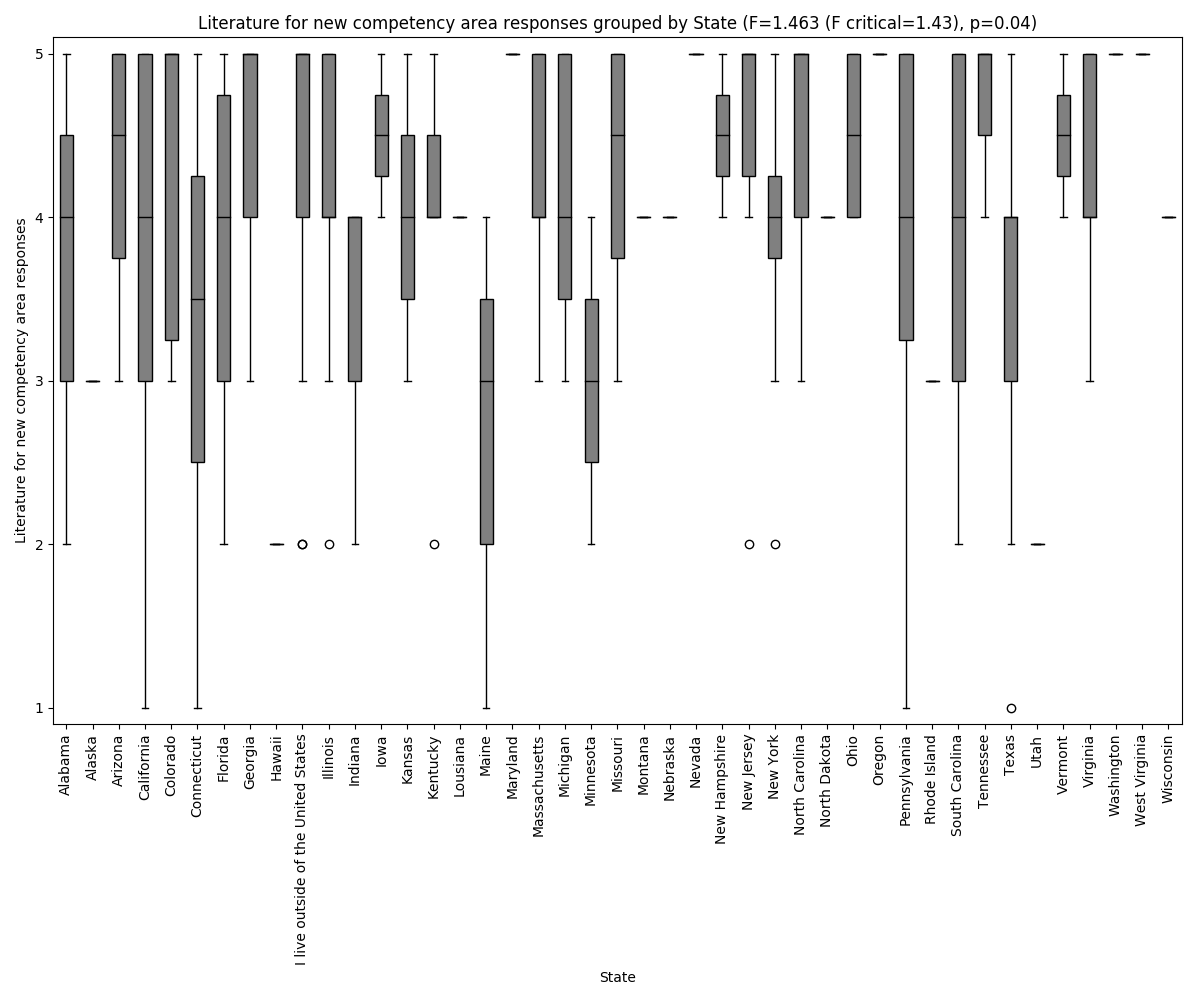 Literature for new competency area responses grouped by State (F=1.463 (F critical=1.43), p=0.04)
Literature for new competency area responses
5
4
3
2
1
Alabama
Alaska
Arizona
California
Colorado
Connecticut
Florida
Georgia
Hawaii
I live outside of the United States
Illinois
Indiana
Iowa
Kansas
Kentucky
Lousiana
Maine
Maryland
Massachusetts
Michigan
Minnesota
Missouri
Montana
Nebraska
Nevada
New Hampshire
New Jersey
New York
North Carolina
North Dakota
Ohio
Oregon
Pennsylvania
Rhode Island
South Carolina
Tennessee
Texas
Utah
Vermont
Virginia
Washington
West Virginia
Wisconsin
State